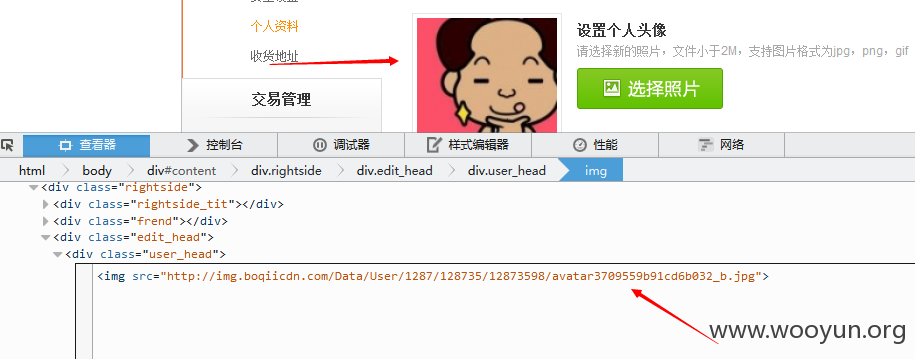 个人资料
收货地址
交易管理
设置个人头像
请选择新的照片，文件小于2M，支持图片格式为jpg，png，gif
选择照片
查看器 控制台 调试器 样式编辑器 性能 网络
html body div#content div.rightside div.edit_head div.user_head img
<div class="rightside">
<div class="rightside_tit"></div>
<div class="frend"></div>
<div class="edit_head">
<div class="user_head">
<img src="http://img.boqiicdn.com/Data/User/1287/128735/12873598/avatar3709559b91cd6b032_b.jpg">
www.wooyun.org